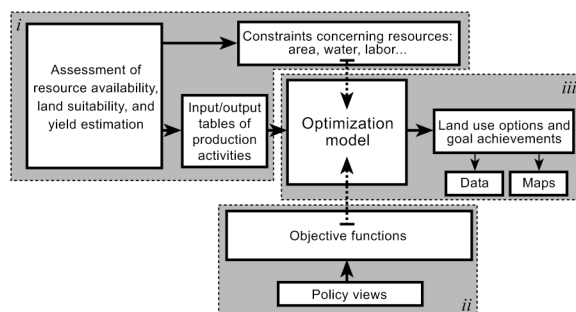 i
Constraints concerning resources:
area, water, labor...
Assessment of
resource availability,
land suitability, and
yield estimation
Input/output
tables of
production
activities
iii
Optimization
model
Land use options and
goal achievements
Data
Maps
Objective functions
Policy views
ii